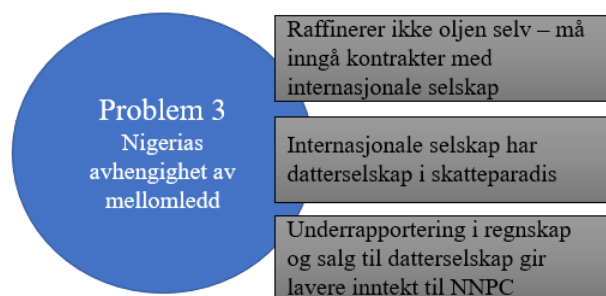 Problem 3
Nigerias
avhengighet av
mellomledd
Raffinerer ikke oljen selv – må
inngå kontrakter med
internasjonale selskap
Internasjonale selskap har
datterselskap i skatteparadis
Underrapportering i regnskap
og salg til datterselskap gir
lavere inntekt til NNPC